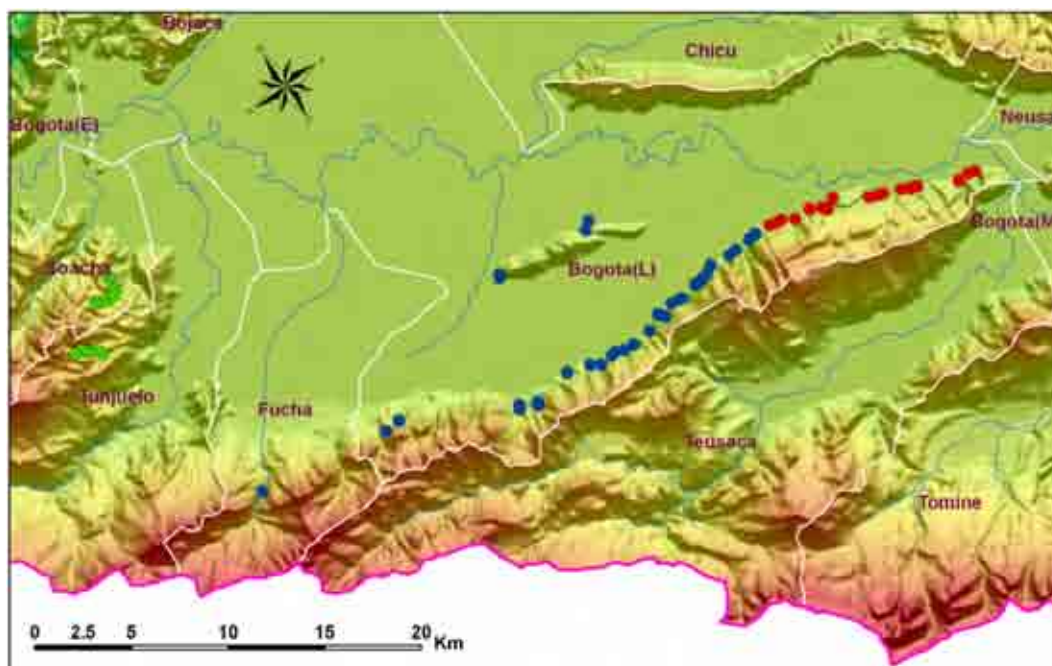 Bojaca
Chicu
Bogota(E)
Neusa
Bogota(M
Soacha
Bogota(L)
Tunjuelo
Fucha
Teusaca
Tomine
0 2.5 5 10 15 20
Km